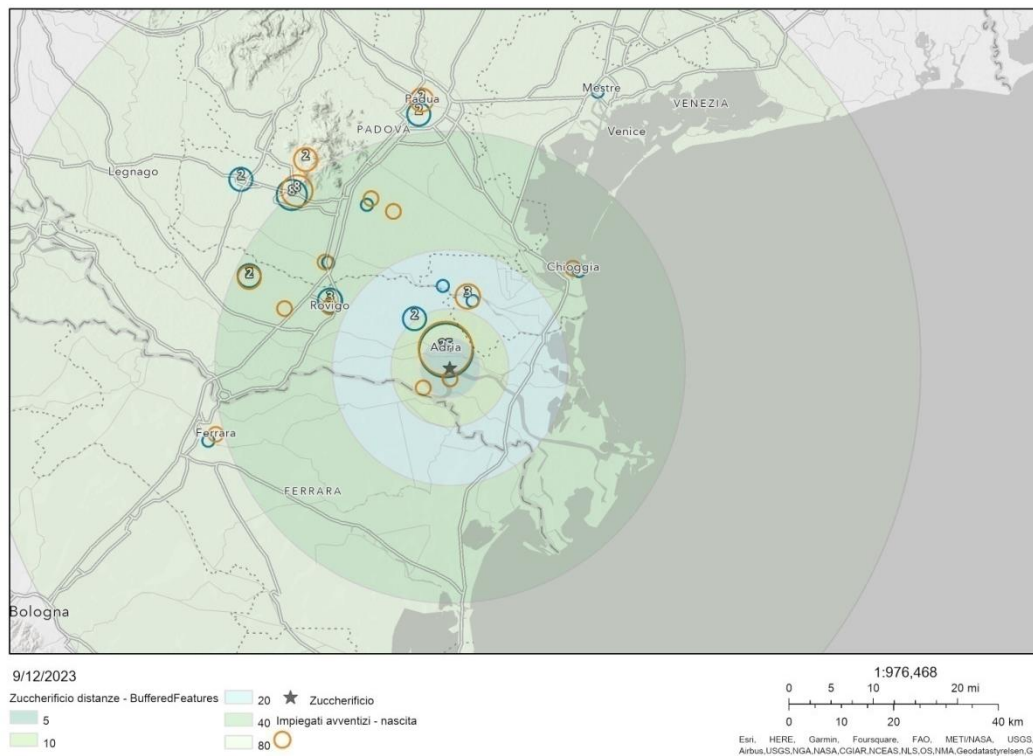 Padua
2
2
Mestre
VENEZIA
Venice
PADOVA
2
Legnago
2
8
2
Chioggia
3
3
Rovigo
2
Adria
Ferrara
FERRARA
Bologna
9/12/2023
Zuccherificio distanze - BufferedFeatures
5
10
20
40
80
Zuccherificio
Impiegati avventizi - nascita
1:976,468
0 5 10 20 mi
0 10 20 40 km
Esri, HERE, Garmin, Foursquare, FAO, METI/NASA, USGS,
Airbus,USGS,NGA,NASA,CGIAR,NCEAS,NLS,OS,NMA,Geodatastyrelsen,G